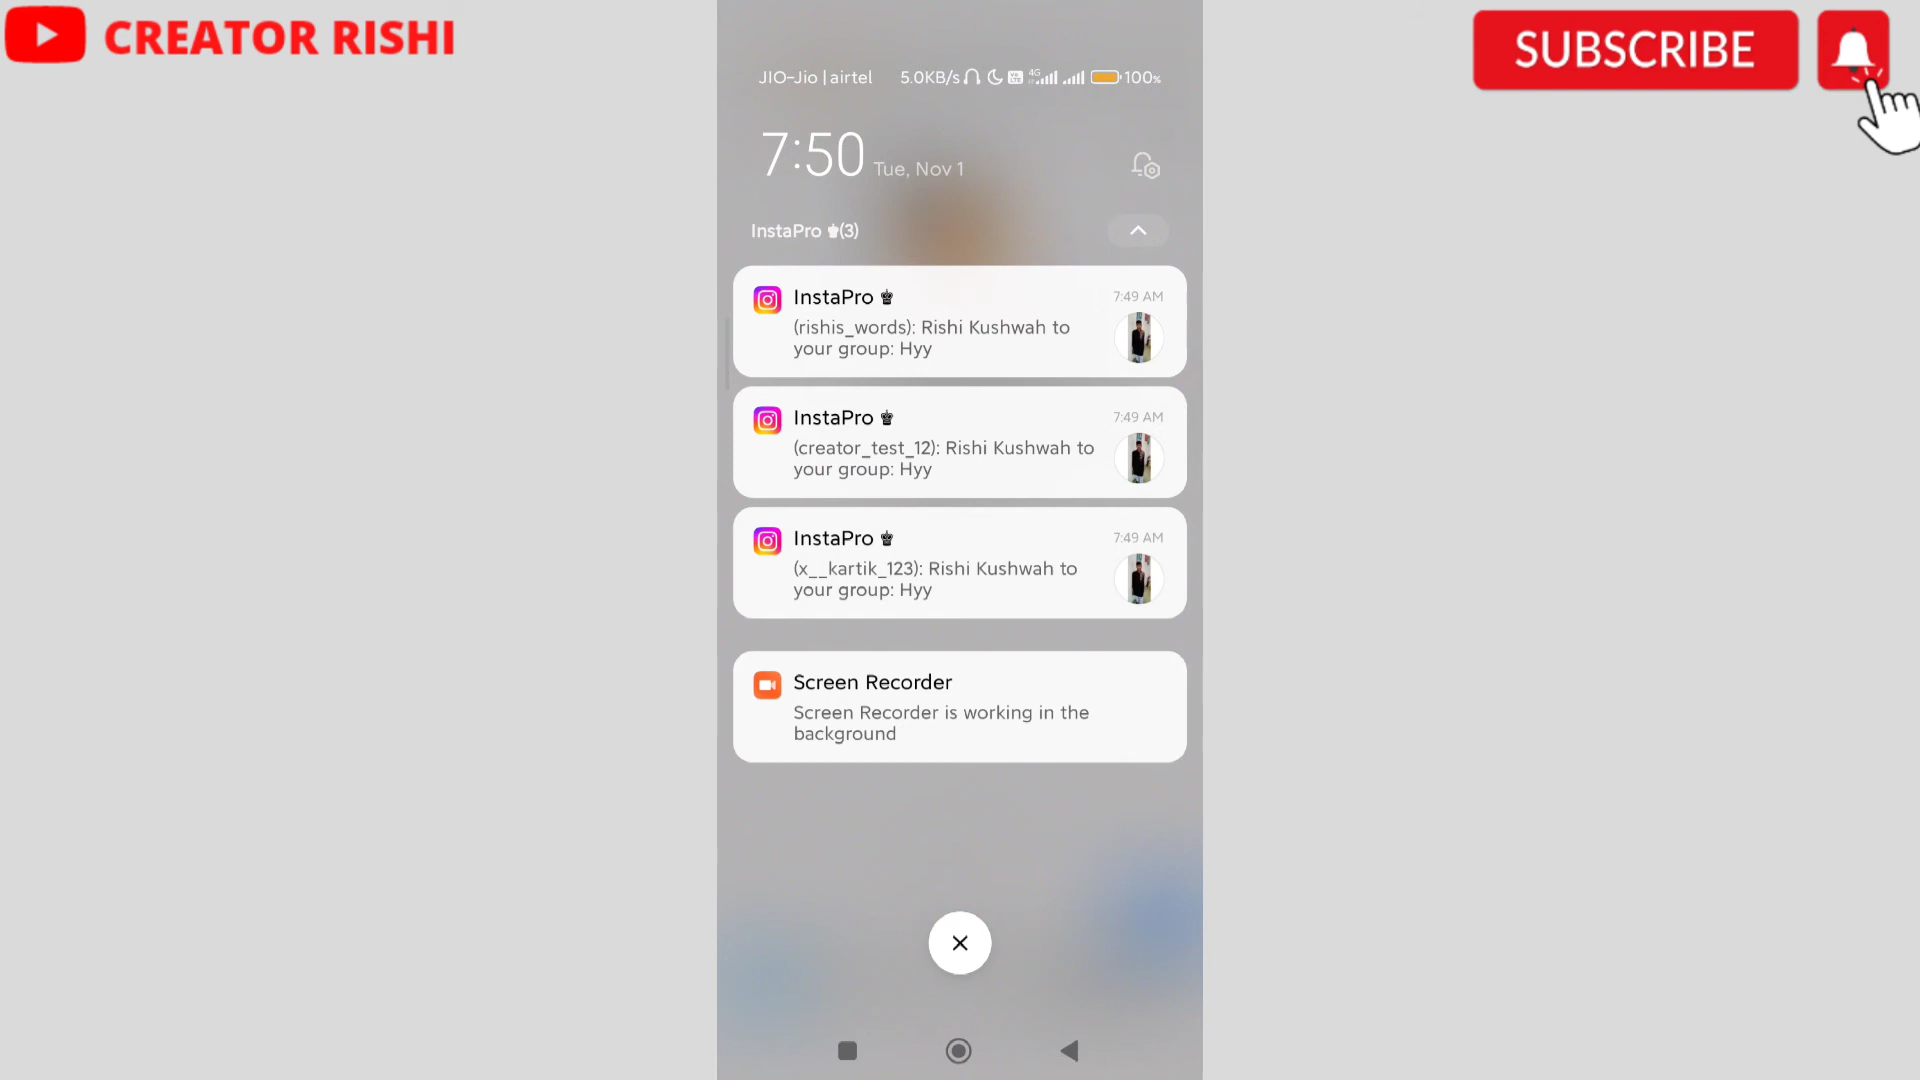 CREATOR RISHI
SUBSCRIBE
JIO-Jio | airtel 5.0KB/s 4G 100%
7:50 Tue, Nov 1
InstaPro ♚(3)
InstaPro ♚ 7:49 AM
(rishis_words): Rishi Kushwah to
your group: Hyy
InstaPro ♚ 7:49 AM
(creator_test_12): Rishi Kushwah to
your group: Hyy
InstaPro ♚ 7:49 AM
(x__kartik_123): Rishi Kushwah to
your group: Hyy
Screen Recorder
Screen Recorder is working in the
background